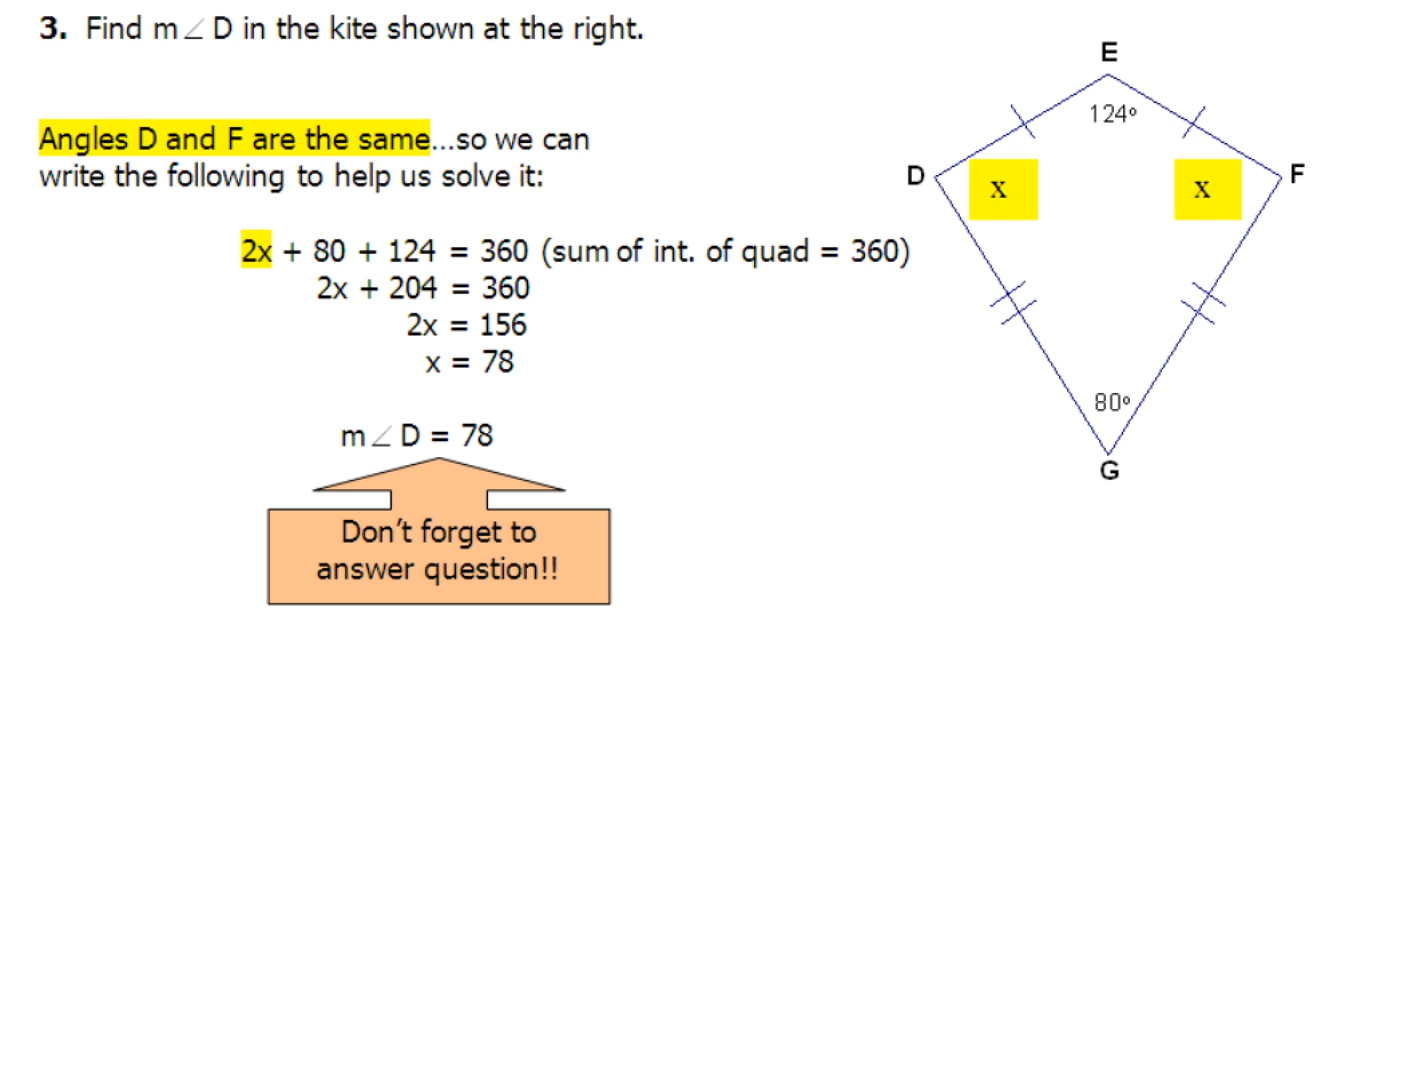 3. Find m∠D in the kite shown at the right.
Angles D and F are the same...so we can
write the following to help us solve it:
2x + 80 + 124 = 360 (sum of int. of quad = 360)
2x + 204 = 360
2x = 156
x = 78
m∠D = 78
Don't forget to
answer question!!
E
124º
D
x
x
F
80º
G